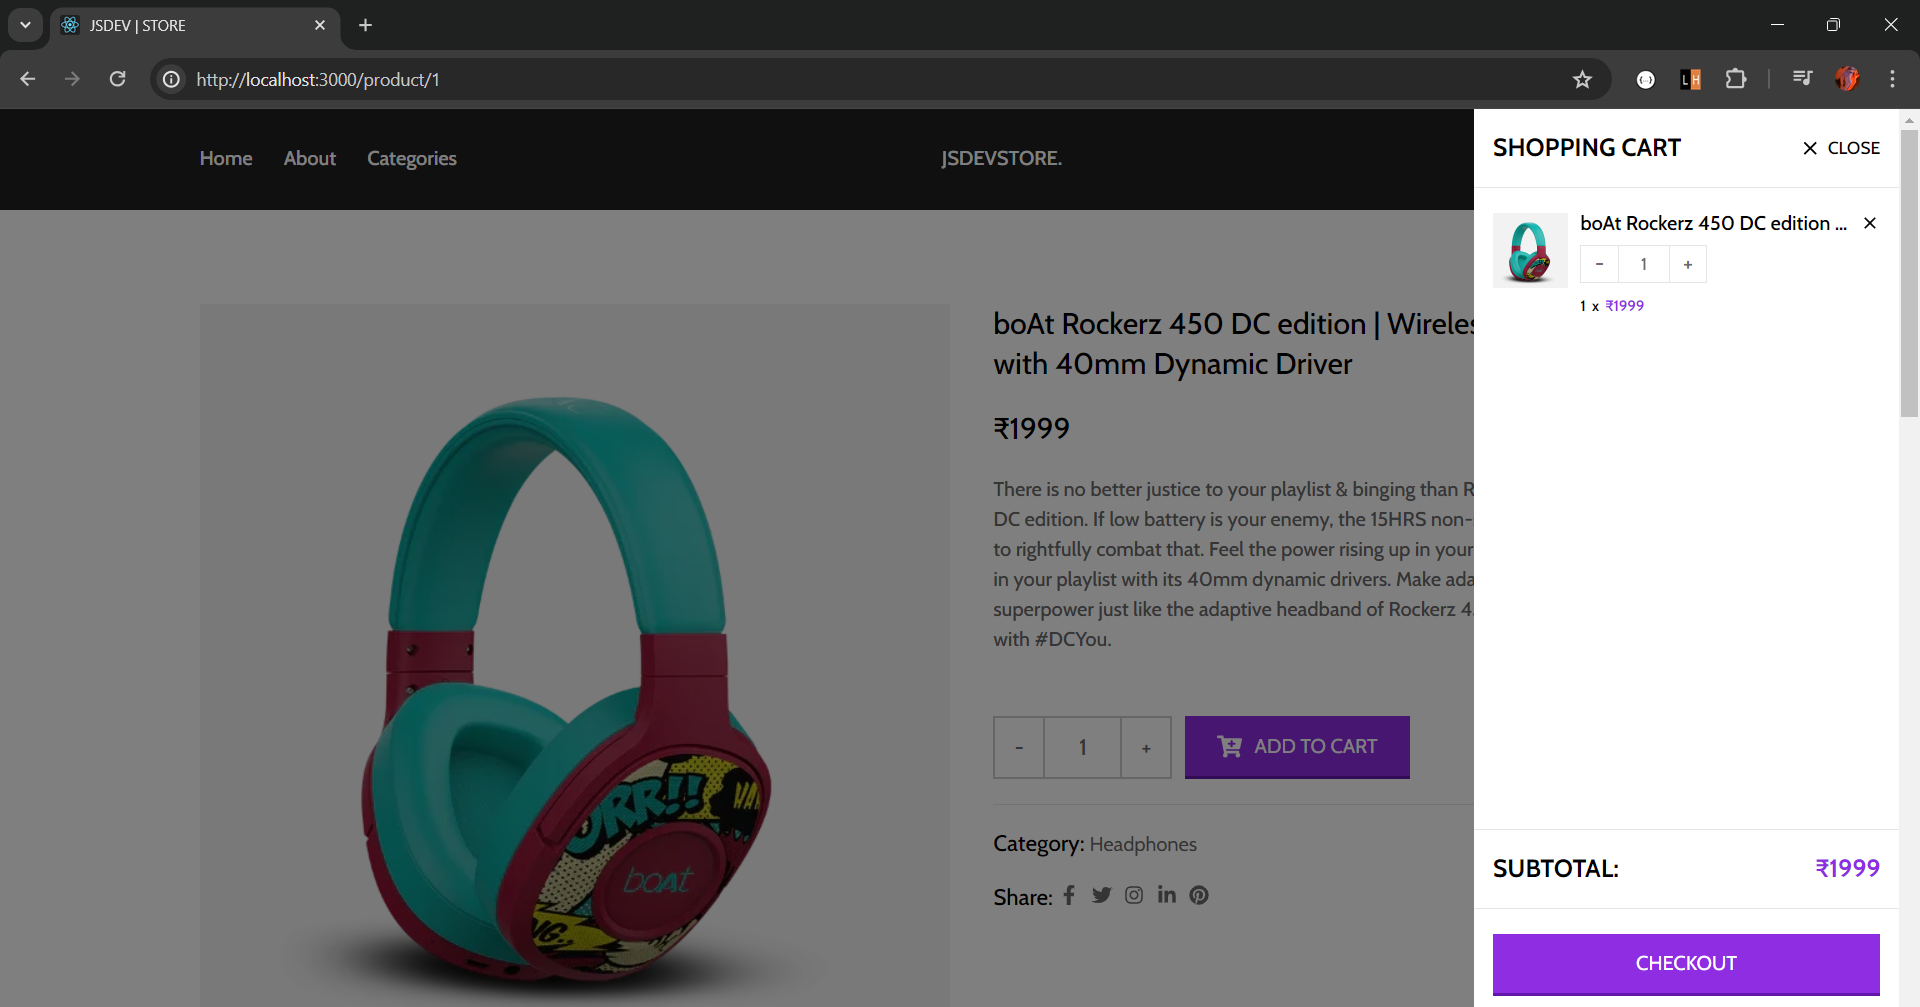 JSDEV | STORE
http://localhost:3000/product/1
L H
Home About Categories
JSDEVSTORE.
boAt Rockerz 450 DC edition |
with 40mm Dynamic Driver
₹1999
There is no better justice to your playlist & binging than
DC edition. If low battery is your enemy, the 15HRS non-
to rightfully combat that. Feel the power rising up in your
in your playlist with its 40mm dynamic drivers. Make
superpower just like the adaptive headband of Rockerz
with #DCYou.
- 1 +
ADD TO CART
Category: Headphones
Share:
boAt
SHOPPING CART
CLOSE
boAt Rockerz 450 DC edition ...
- 1 +
1 x ₹1999
SUBTOTAL: ₹1999
CHECKOUT